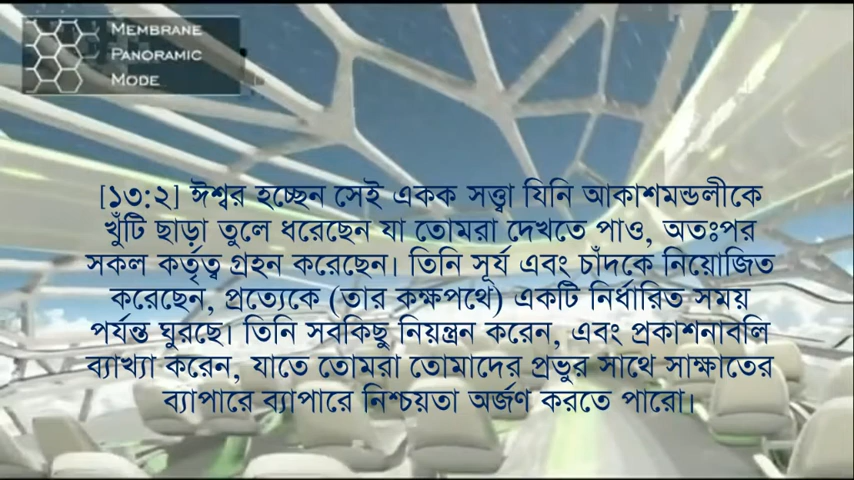 MEMBRANE
PANORAMIC
MODE
[১৩:২] ঈশ্বর হচ্ছেন সেই একক সত্ত্বা যিনি আকাশমন্ডলীকে
খুঁটি ছাড়া তুলে ধরেছেন যা তোমরা দেখতে পাও, অতঃপর
সকল কর্তৃত্ব গ্রহন করেছেন। তিনি সূর্য এবং চাঁদকে নিয়োজিত
করেছেন, প্রত্যেকে (তার কক্ষপথে) একটি নির্ধারিত সময়
পর্যন্ত ঘুরছে। তিনি সবকিছু নিয়ন্ত্রন করেন, এবং প্রকাশনাবলি
ব্যাখ্যা করেন, যাতে তোমরা তোমাদের প্রভুর সাথে সাক্ষাতের
ব্যাপারে ব্যাপারে নিশ্চয়তা অর্জণ করতে পারো।